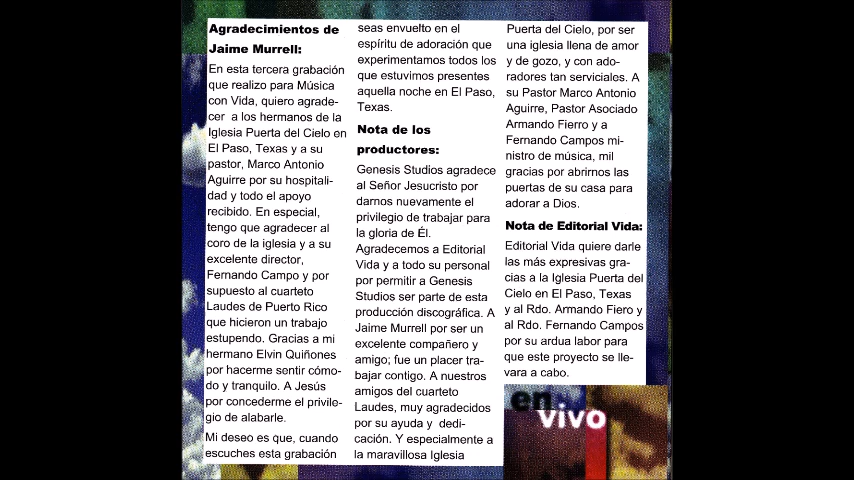 Agradecimientos de
Jaime Murrell:
En esta tercera grabación
que realizo para Música
con Vida, quiero agrade-
cer a los hermanos de la
Iglesia Puerta del Cielo en
El Paso, Texas y a su
pastor, Marco Antonio
Aguirre por su hospitali-
dad y todo el apoyo
recibido. En especial,
tengo que agradecer al
coro de la iglesia y a su
excelente director,
Fernando Campo y por
supuesto al cuarteto
Laudes de Puerto Rico
que hicieron un trabajo
estupendo. Gracias a mi
hermano Elvin Quiñones
por hacerme sentir cómo-
do y tranquilo. A Jesús
por concederme el privile-
gio de alabarle.
Mi deseo es que, cuando
escuches esta grabación
seas envuelto en el
espíritu de adoración que
experimentamos todos los
que estuvimos presentes
aquella noche en El Paso,
Texas.
Nota de los
productores:
Genesis Studios agradece
al Señor Jesucristo por
darnos nuevamente el
privilegio de trabajar para
la gloria de Él.
Agradecemos a Editorial
Vida y a todo su personal
por permitir a Genesis
Studios ser parte de esta
producción discográfica. A
Jaime Murrell por ser un
excelente compañero y
amigo; fue un placer tra-
bajar contigo. A nuestros
amigos del cuarteto
Laudes, muy agradecidos
por su ayuda y dedi-
cación. Y especialmente a
la maravillosa Iglesia
Puerta del Cielo, por ser
una iglesia llena de amor
y de gozo, y con ado-
radores tan serviciales. A
su Pastor Marco Antonio
Aguirre, Pastor Asociado
Armando Fierro y a
Fernando Campos mi-
nistro de música, mil
gracias por abrirnos las
puertas de su casa para
adorar a Dios.
Nota de Editorial Vida:
Editorial Vida quiere darle
las más expresivas gra-
cias a la Iglesia Puerta del
Cielo en El Paso, Texas
y al Rdo. Armando Fiero y
al Rdo. Fernando Campos
por su ardua labor para
que este proyecto se lle-
vara a cabo.
en
vivo